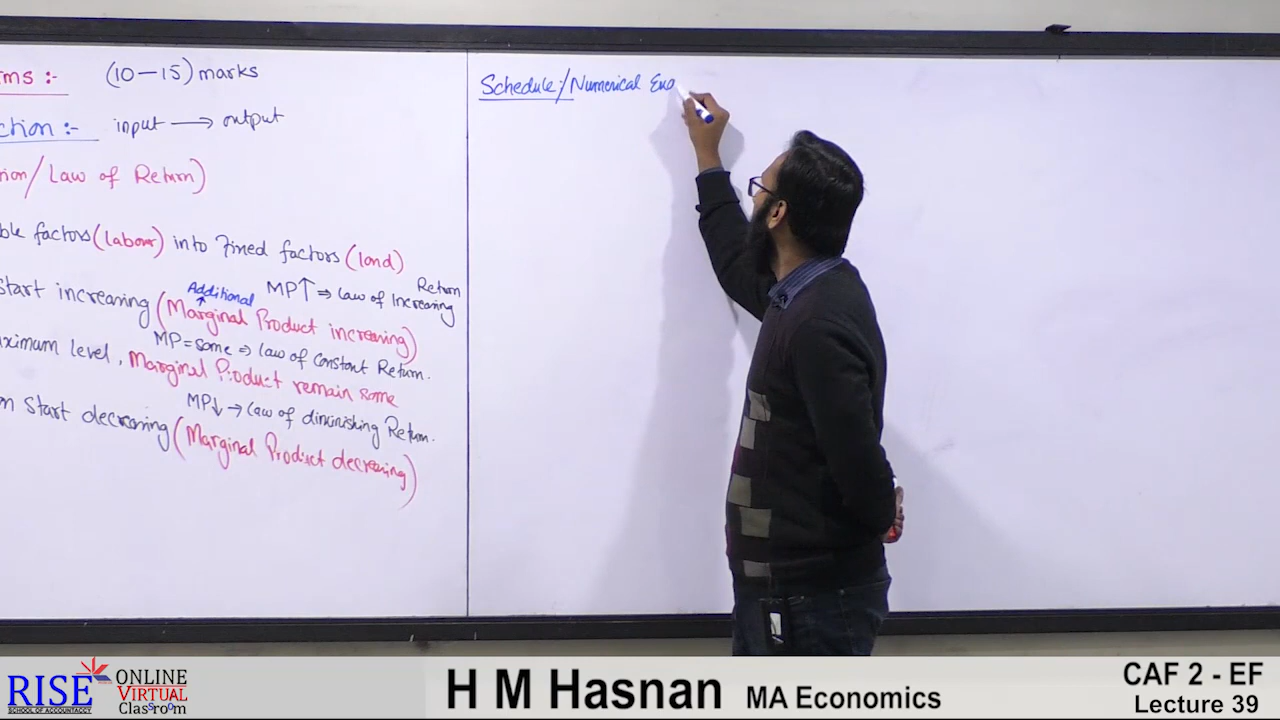 ms :- (10-15) marks
ction :- input → output
ion/Law of Return)
ble factors (labour) into Fined factors (land)
Additional MP↑ ⇒ Law of Increasing Return
Start increasing (Marginal Product increasing)
MP = same ⇒ law of Constant Return.
ximum level, Marginal Product remain same
MP↓ → law of diminishing Return.
n Start decreasing (Marginal Product decreasing)
Schedule:/Numerical Exa
RISE
SCHOOL OF ACCOUNTANCY
ONLINE
VIRTUAL
Classroom
H M Hasnan MA Economics
CAF 2 - EF
Lecture 39